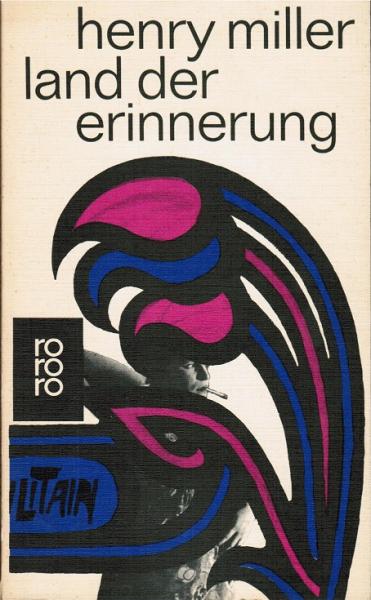 henry miller
land der
erinnerung
ro
ro
ro
LITAIN